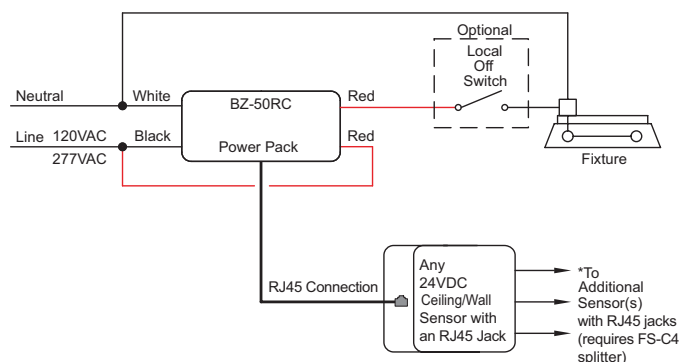 Optional
Local
Off
Switch
Neutral
White
BZ-50RC
Red
Line 120VAC
277VAC
Black
Power Pack
Red
Fixture
RJ45 Connection
Any
24VDC
Ceiling/Wall
Sensor with
an RJ45 Jack
*To
Additional
Sensor(s)
with RJ45 jacks
(requires FS-C4
splitter)